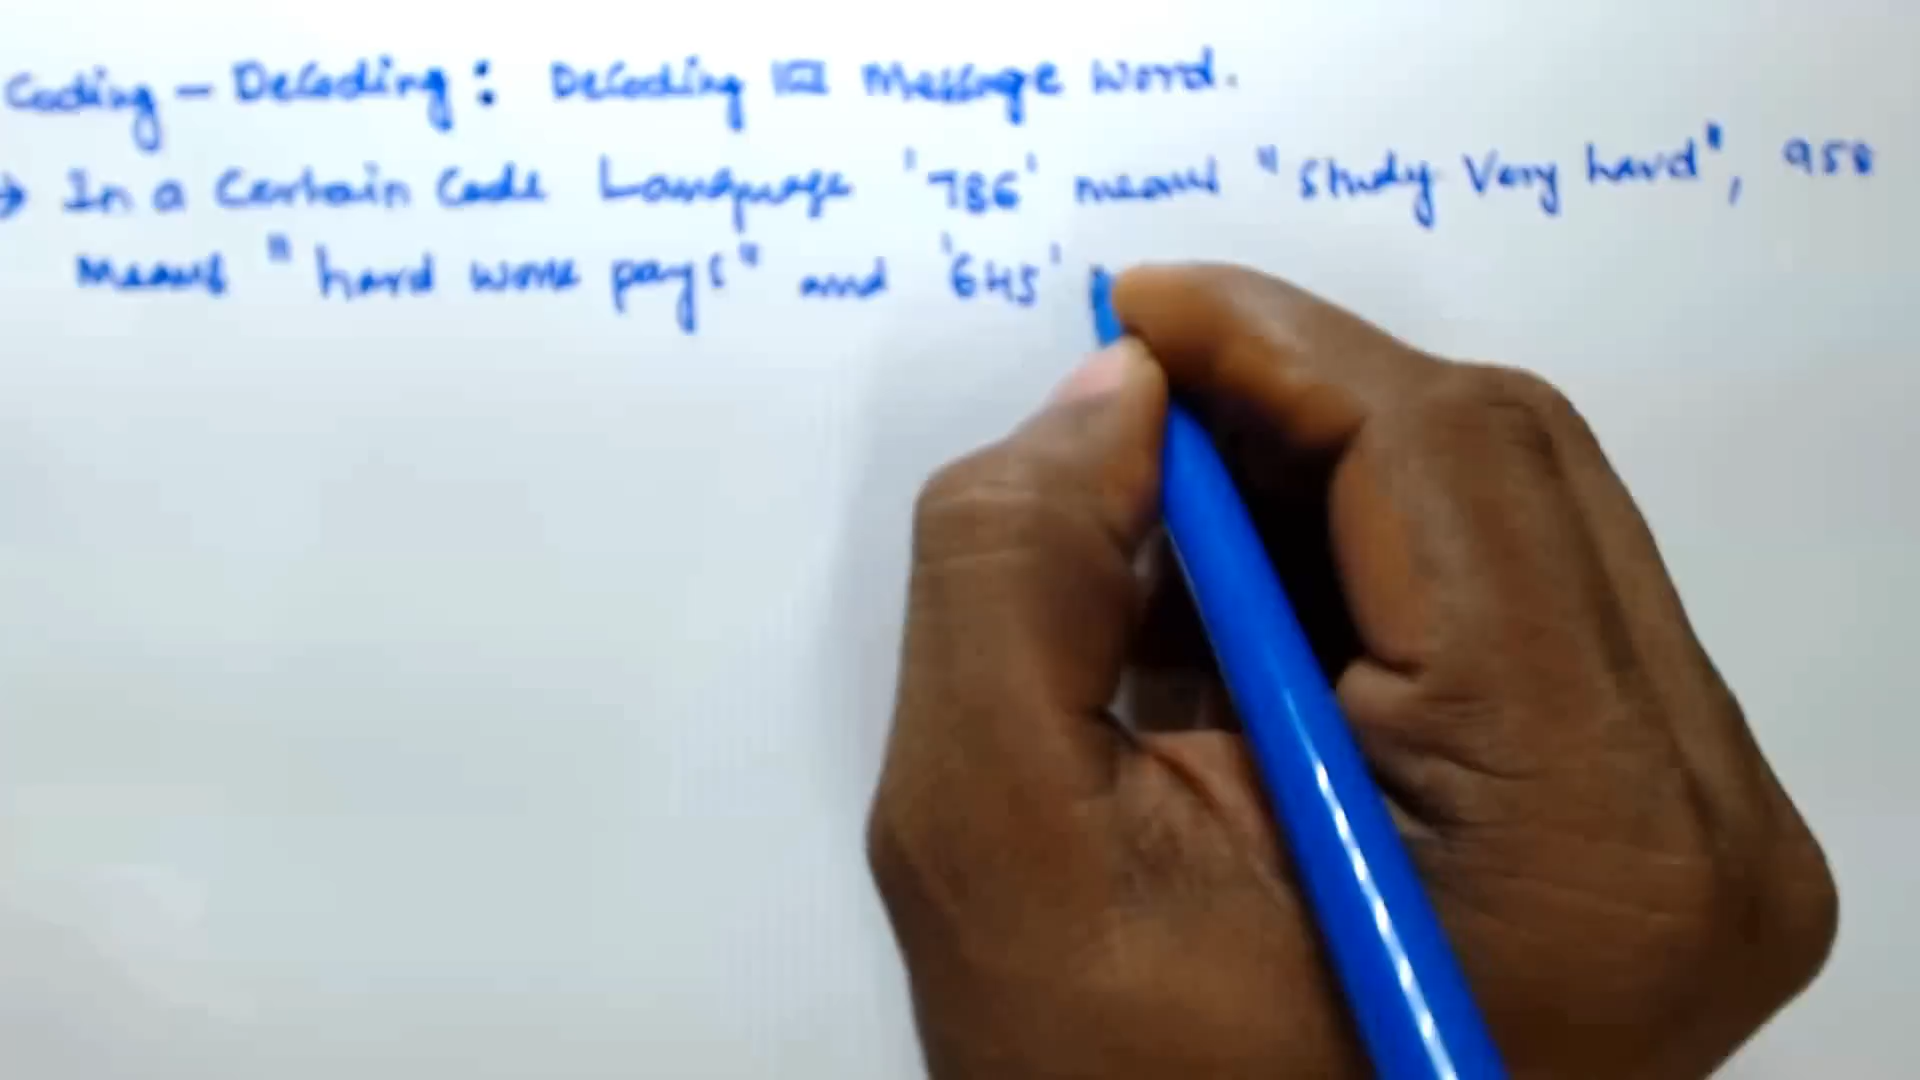 Coding - Decoding: Decoding in Message Word.
→ In a Certain Code Language '786' means "Study Very hard", 958
means "hard work pays" and '645'